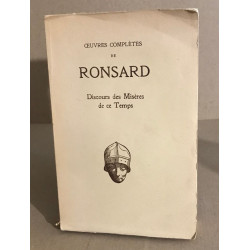 ŒUVRES COMPLÈTES
DE
RONSARD
Discours des Misères
de ce Temps